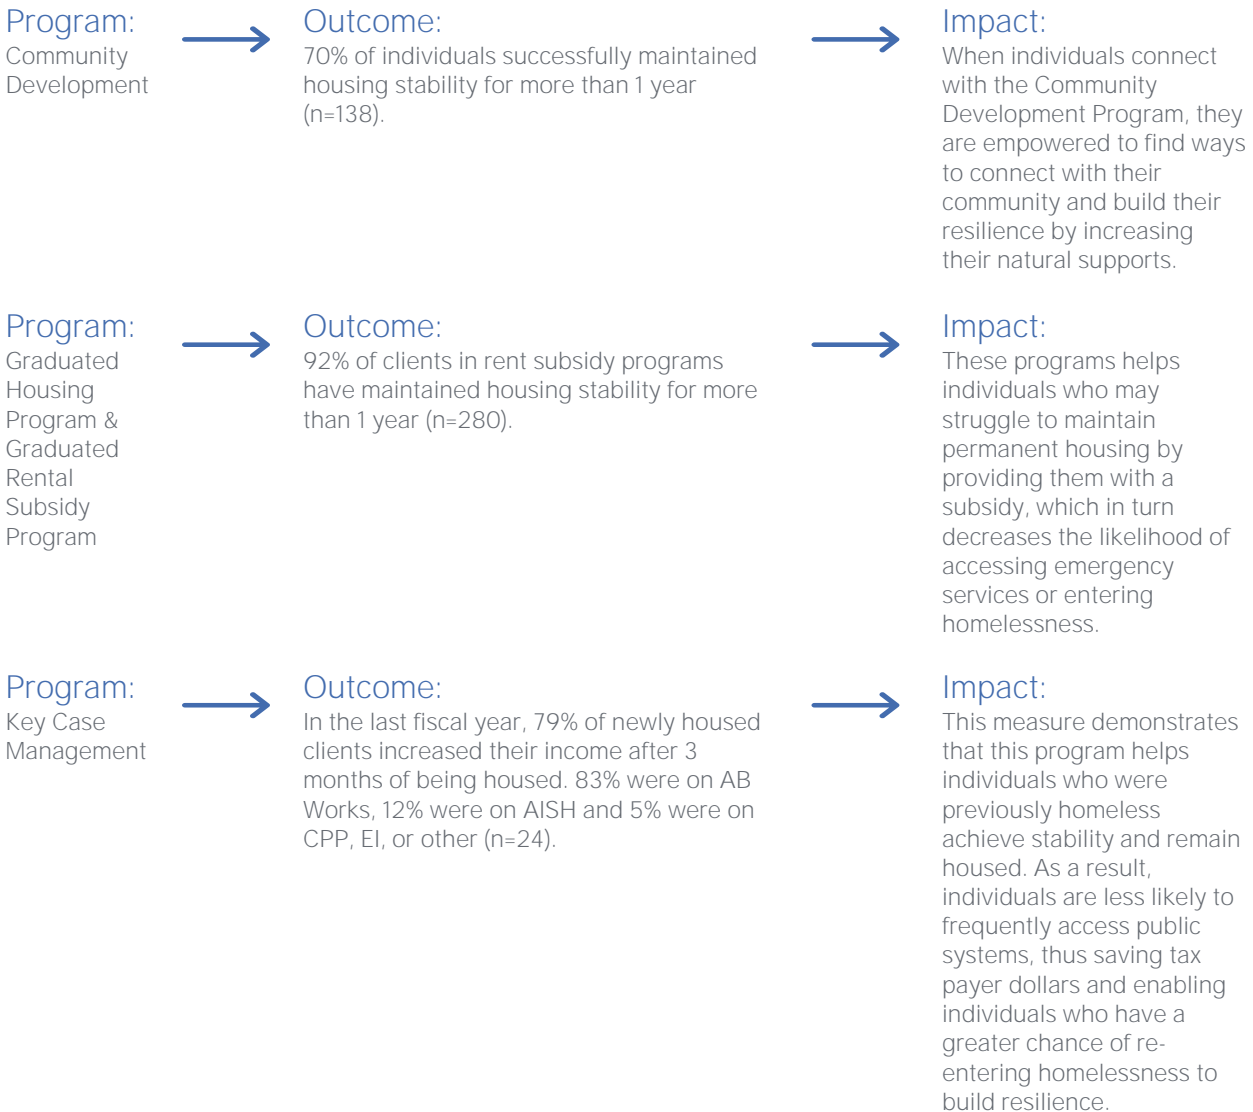 Program:
Community
Development
Outcome:
70% of individuals successfully maintained
housing stability for more than 1 year
(n=138).
Impact:
When individuals connect
with the Community
Development Program, they
are empowered to find ways
to connect with their
community and build their
resilience by increasing
their natural supports.
Program:
Graduated
Housing
Program &
Graduated
Rental
Subsidy
Program
Outcome:
92% of clients in rent subsidy programs
have maintained housing stability for more
than 1 year (n=280).
Impact:
These programs helps
individuals who may
struggle to maintain
permanent housing by
providing them with a
subsidy, which in turn
decreases the likelihood of
accessing emergency
services or entering
homelessness.
Program:
Key Case
Management
Outcome:
In the last fiscal year, 79% of newly housed
clients increased their income after 3
months of being housed. 83% were on AB
Works, 12% were on AISH and 5% were on
CPP, EI, or other (n=24).
Impact:
This measure demonstrates
that this program helps
individuals who were
previously homeless
achieve stability and remain
housed. As a result,
individuals are less likely to
frequently access public
systems, thus saving tax
payer dollars and enabling
individuals who have a
greater chance of re-
entering homelessness to
build resilience.